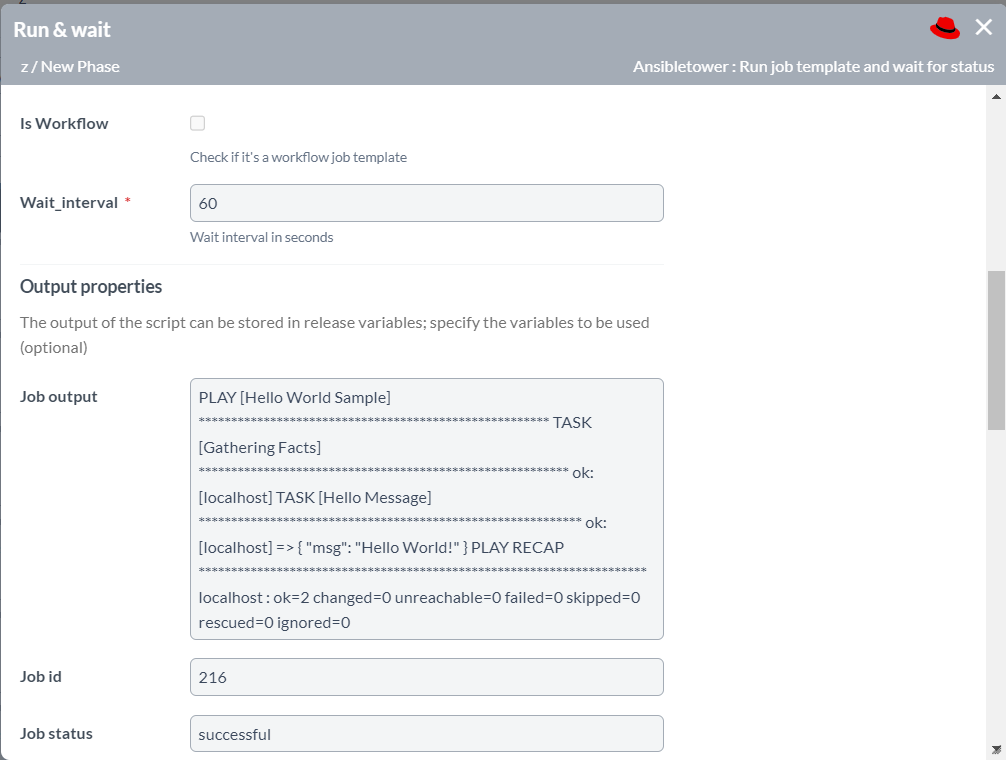 Run & wait
z / New Phase
Ansibletower : Run job template and wait for status
Is Workflow
Check if it's a workflow job template
Wait_interval *
60
Wait interval in seconds
Output properties
The output of the script can be stored in release variables; specify the variables to be used
(optional)
Job output
PLAY [Hello World Sample]
****************************************************** TASK
[Gathering Facts]
********************************************************* ok:
[localhost] TASK [Hello Message]
*********************************************************** ok:
[localhost] => { "msg": "Hello World!" } PLAY RECAP
*********************************************************************
localhost : ok=2 changed=0 unreachable=0 failed=0 skipped=0
rescued=0 ignored=0
Job id
216
Job status
successful